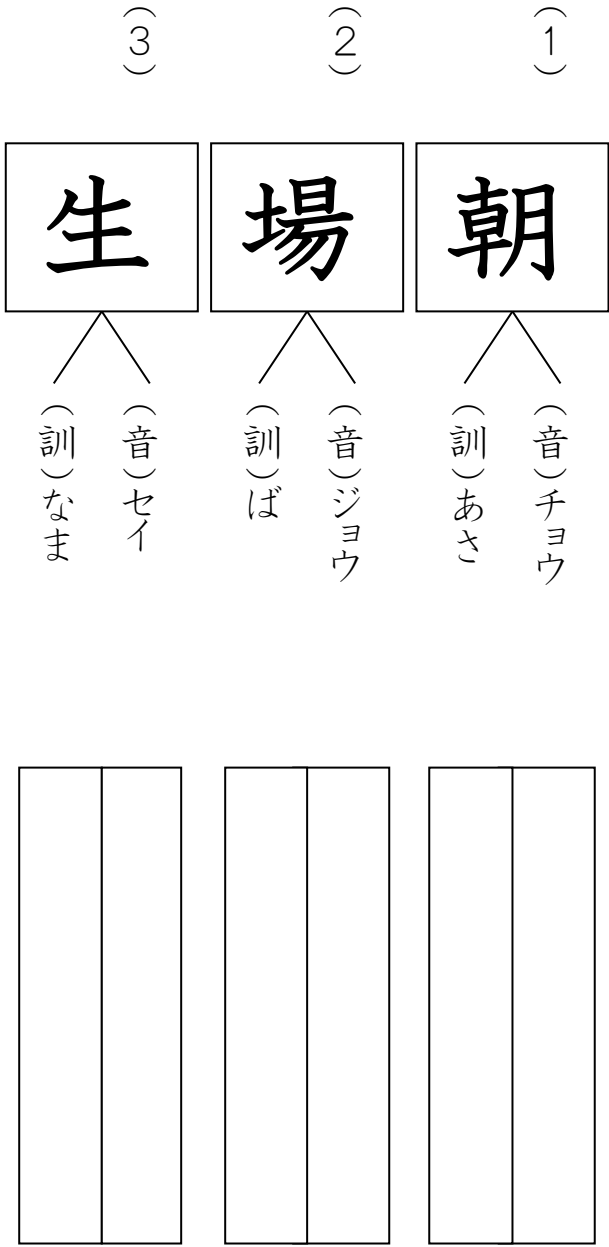 （1）
朝
（音）チョウ
（訓）あさ
（2）
場
（音）ジョウ
（訓）ば
（3）
生
（音）セイ
（訓）なま